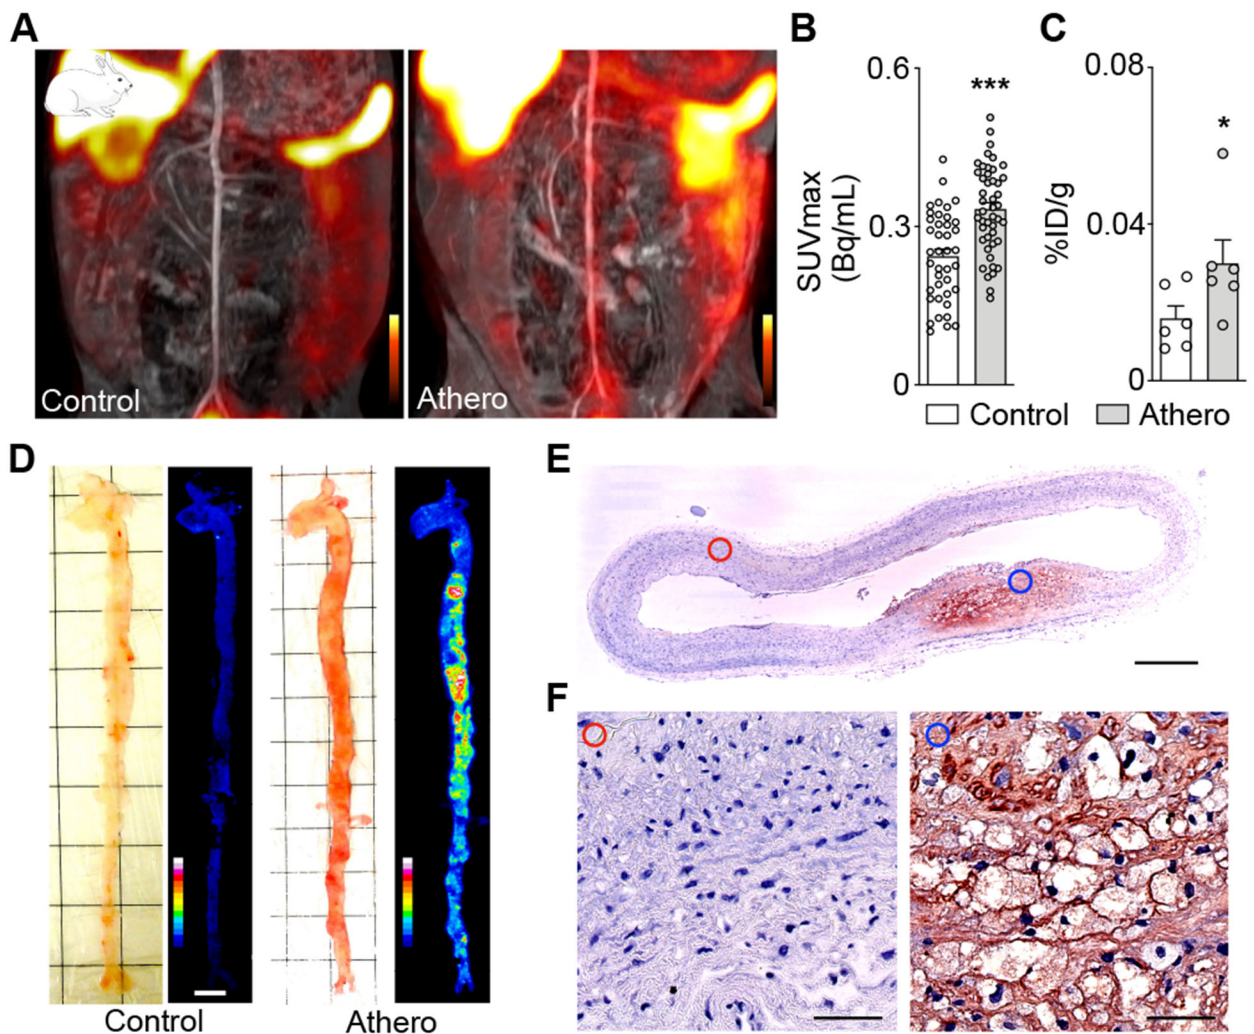 A
Control
Athero
B
0.6
0.3
0
SUVmax
(Bq/mL)
***
C
0.08
0.04
0
%ID/g
*
Control
Athero
D
Control
Athero
E
F